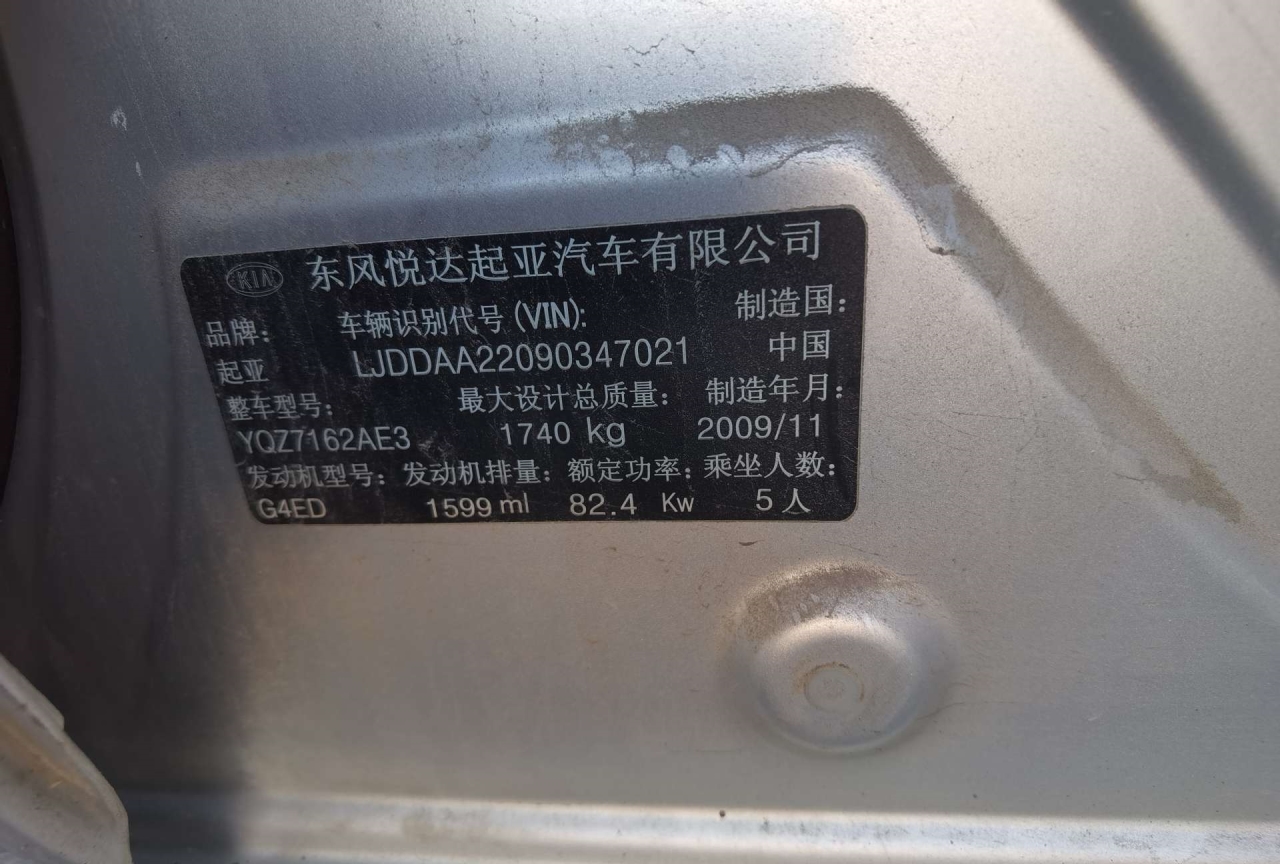 KIA 东风悦达起亚汽车有限公司
品牌: 车辆识别代号 (VIN): 制造国:
起亚 LJDDAA22090347021 中国
整车型号: 最大设计总质量: 制造年月:
YQZ7162AE3 1740 kg 2009/11
发动机型号: 发动机排量: 额定功率: 乘坐人数:
G4ED 1599 ml 82.4 Kw 5 人